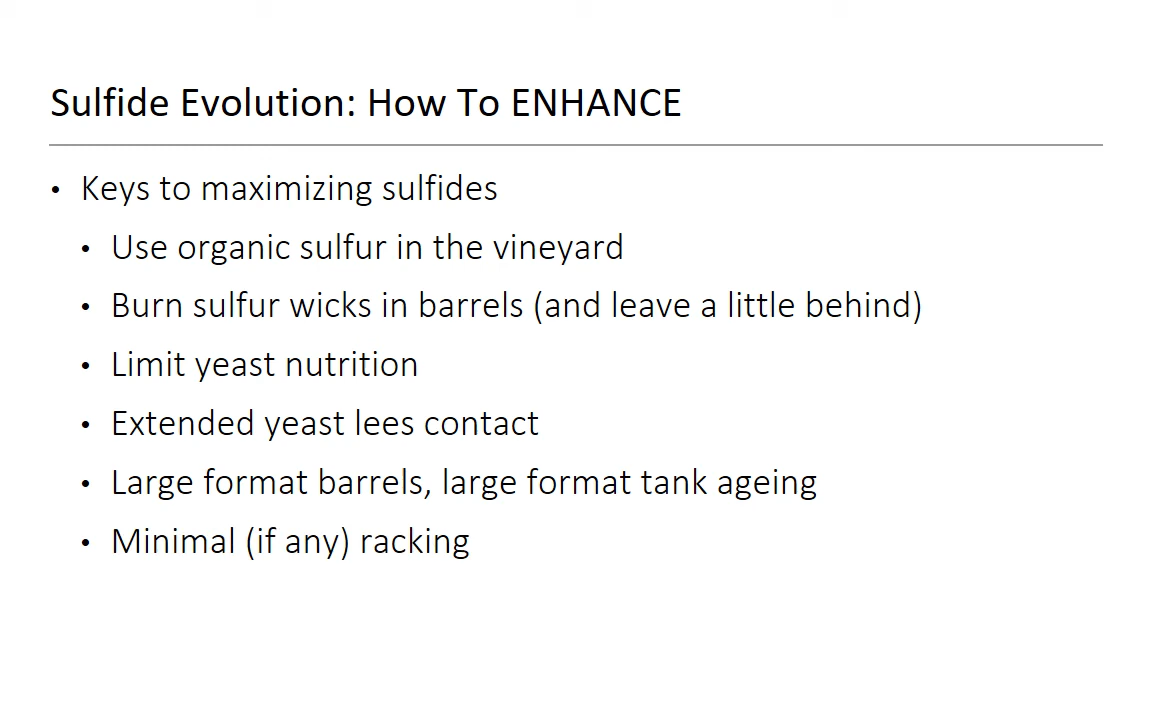 Sulfide Evolution: How To ENHANCE
• Keys to maximizing sulfides
• Use organic sulfur in the vineyard
• Burn sulfur wicks in barrels (and leave a little behind)
• Limit yeast nutrition
• Extended yeast lees contact
• Large format barrels, large format tank ageing
• Minimal (if any) racking